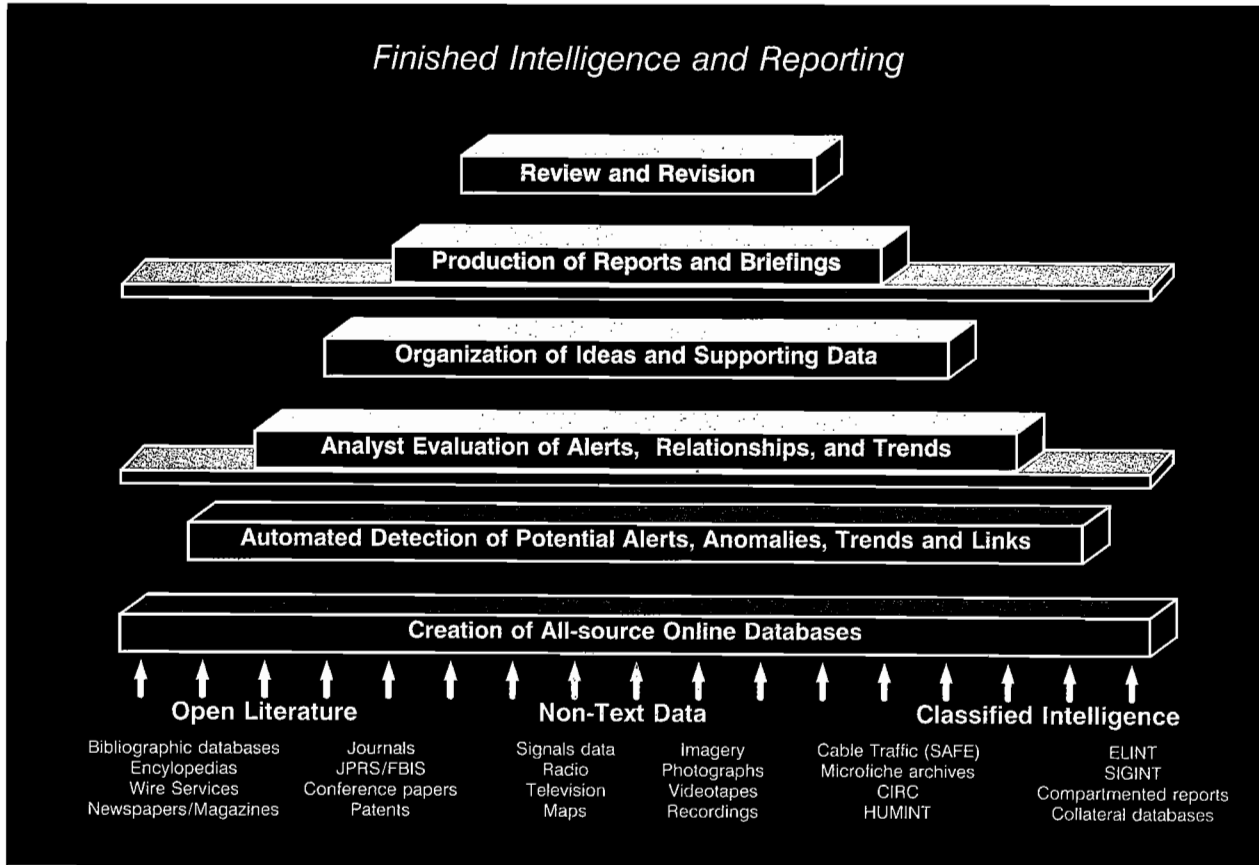 Finished Intelligence and Reporting
Review and Revision
Production of Reports and Briefings
Organization of Ideas and Supporting Data
Analyst Evaluation of Alerts, Relationships, and Trends
Automated Detection of Potential Alerts, Anomalies, Trends and Links
Creation of All-source Online Databases
Open Literature
Bibliographic databases
Encylopedias
Wire Services
Newspapers/Magazines
Journals
JPRS/FBIS
Conference papers
Patents
Non-Text Data
Signals data
Radio
Television
Maps
Imagery
Photographs
Videotapes
Recordings
Classified Intelligence
Cable Traffic (SAFE)
Microfiche archives
CIRC
HUMINT
ELINT
SIGINT
Compartmented reports
Collateral databases